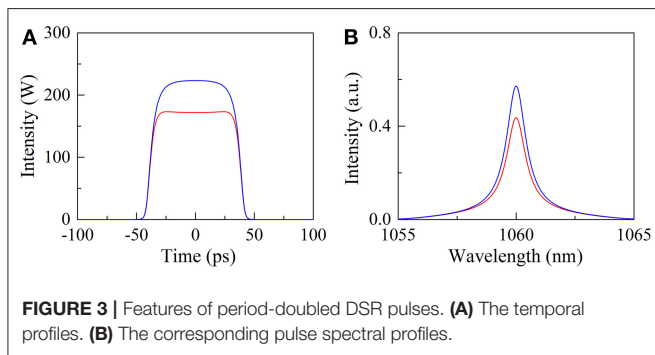 A
300
200
100
0
Intensity (W)
-100 -50 0 50 100
Time (ps)
B
0.8
0.4
0.0
Intensity (a.u.)
1055 1060 1065
Wavelength (nm)
FIGURE 3 | Features of period-doubled DSR pulses. (A) The temporal
profiles. (B) The corresponding pulse spectral profiles.